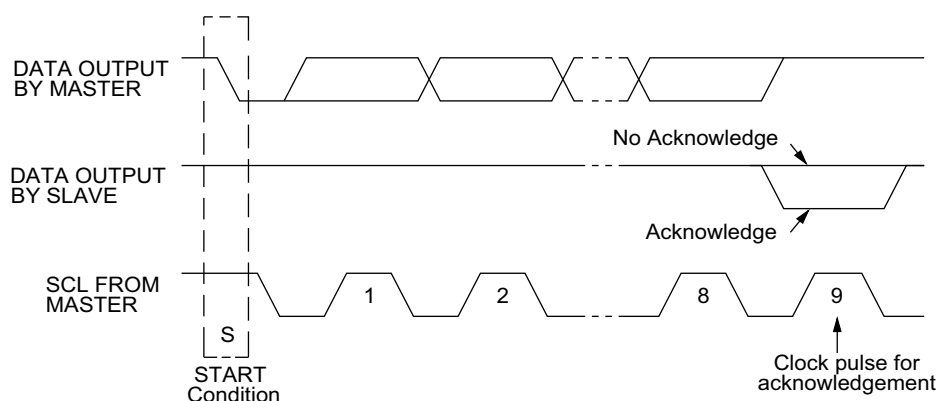 DATA OUTPUT
BY MASTER
No Acknowledge
DATA OUTPUT
BY SLAVE
Acknowledge
SCL FROM
MASTER
1
2
8
9
S
START
Condition
Clock pulse for
acknowledgement